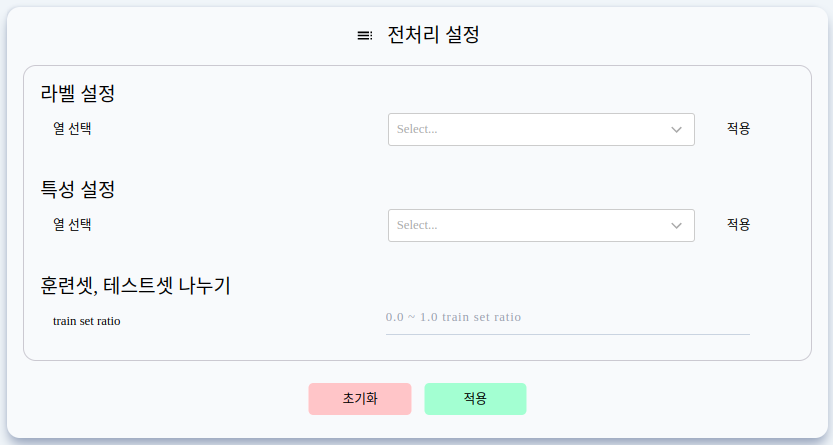 전처리 설정
라벨 설정
열 선택 Select... 적용
특성 설정
열 선택 Select... 적용
훈련셋, 테스트셋 나누기
train set ratio 0.0 ~ 1.0 train set ratio
초기화 적용